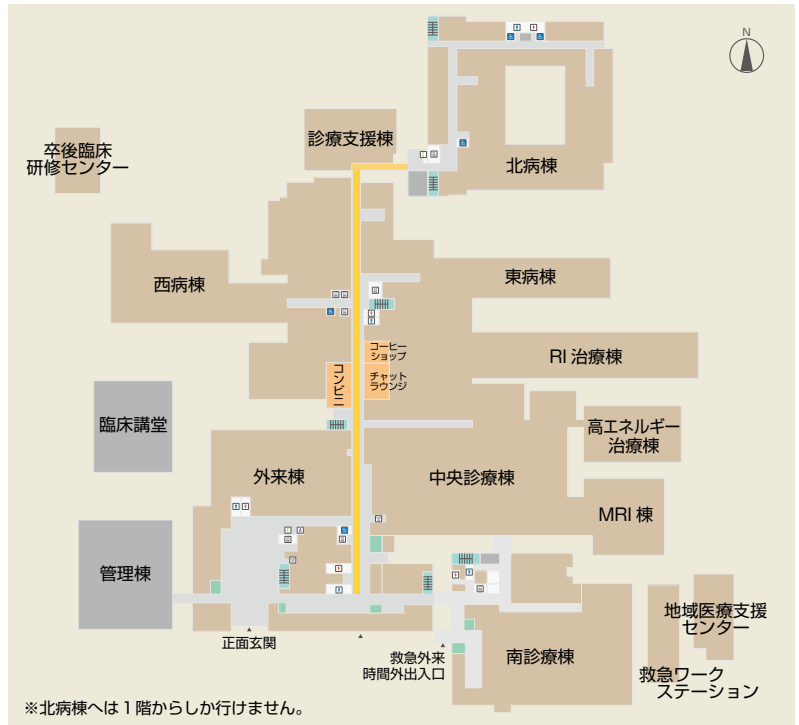 N
診療支援棟
卒後臨床
研修センター
北病棟
西病棟
東病棟
コーヒー
ショップ
RI 治療棟
コンビニ
チャット
ラウンジ
臨床講堂
高エネルギー
治療棟
外来棟
中央診療棟
MRI 棟
管理棟
地域医療支援
センター
正面玄関
救急外来
時間外出入口
南診療棟
救急ワーク
ステーション
※北病棟へは 1 階からしか行けません。